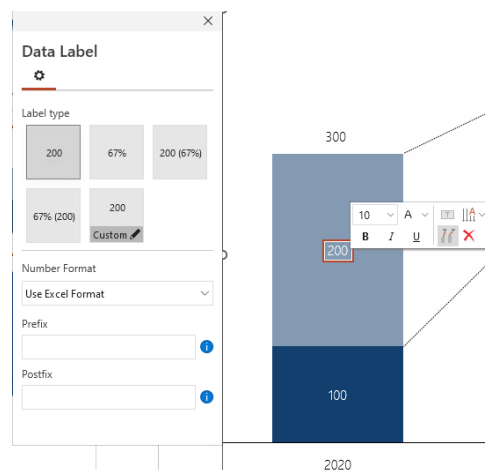 Data Label
Label type
200
67%
200 (67%)
67% (200)
200
Custom
Number Format
Use Excel Format
Prefix
Postfix
300
10
A
A
B
I
U
200
100
2020